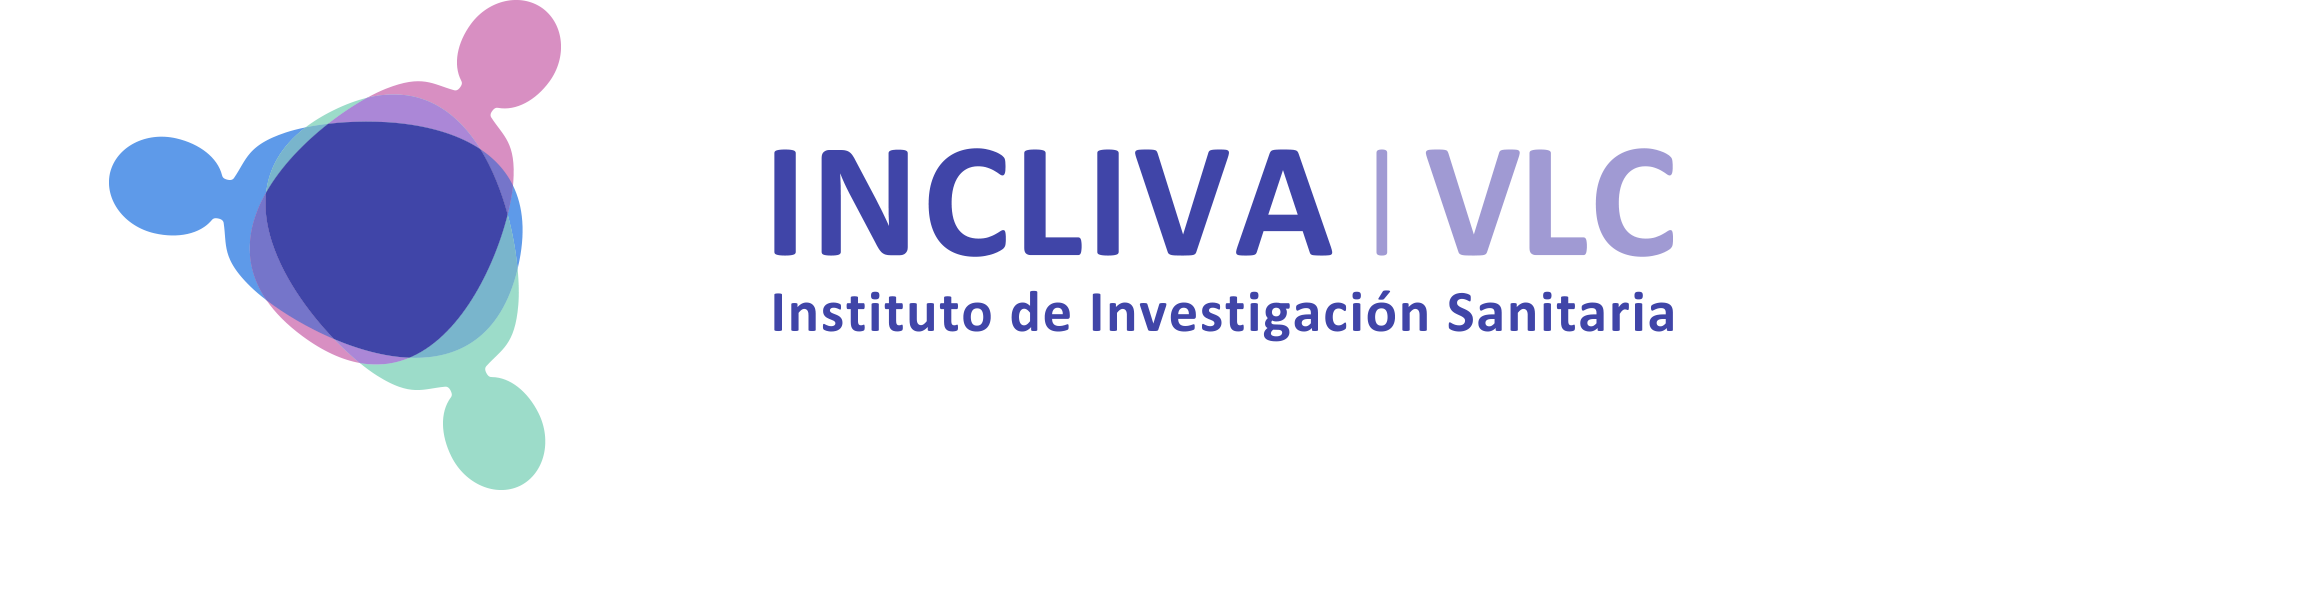 INCLIVA | VLC
Instituto de Investigación Sanitaria